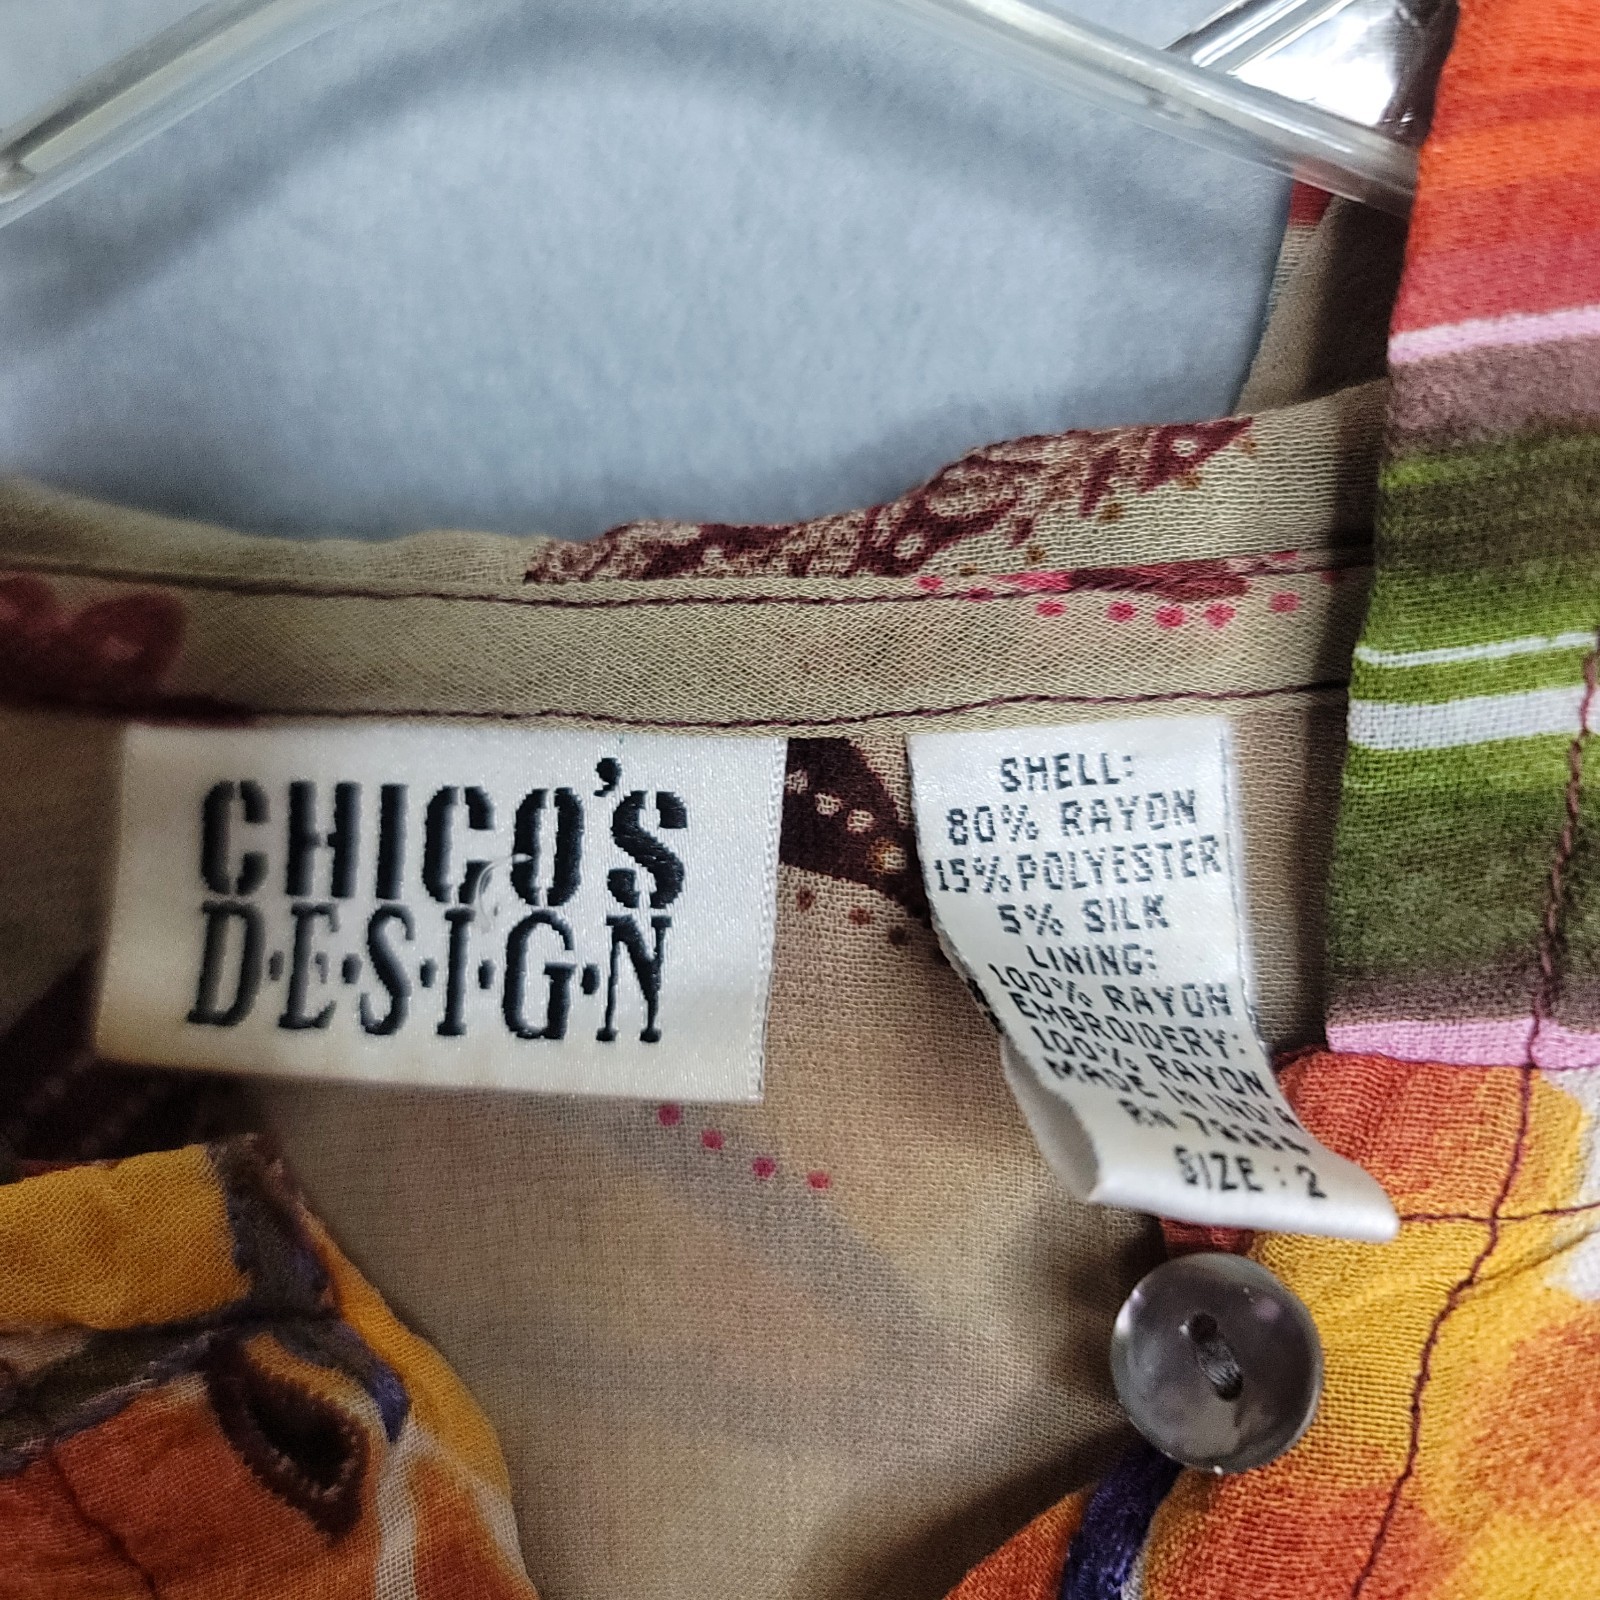 CHICO'S
D·E·S·I·G·N
SHELL:
80% RAYON
15% POLYESTER
5% SILK
LINING:
100% RAYON
EMBROIDERY:
100% RAYON
MADE IN INDIA
RN
SIZE : 2